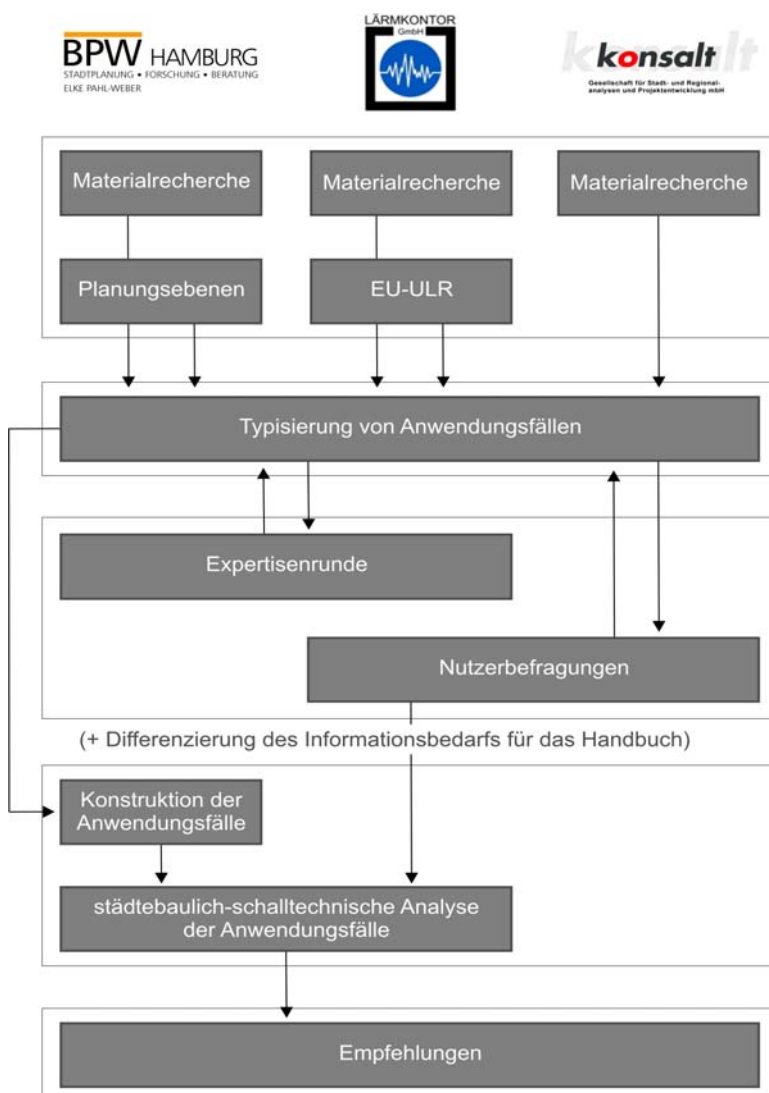 BPW HAMBURG
STADTPLANUNG • FORSCHUNG • BERATUNG
ELKE PAHL-WEBER
LÄRMKONTOR
GmbH
konsalt
Gesellschaft für Stadt- und Regional-
analysen und Projektentwicklung mbH
Materialrecherche
Materialrecherche
Materialrecherche
Planungsebenen
EU-ULR
Typisierung von Anwendungsfällen
Expertisenrunde
Nutzerbefragungen
(+ Differenzierung des Informationsbedarfs für das Handbuch)
Konstruktion der
Anwendungsfälle
städtebaulich-schalltechnische Analyse
der Anwendungsfälle
Empfehlungen